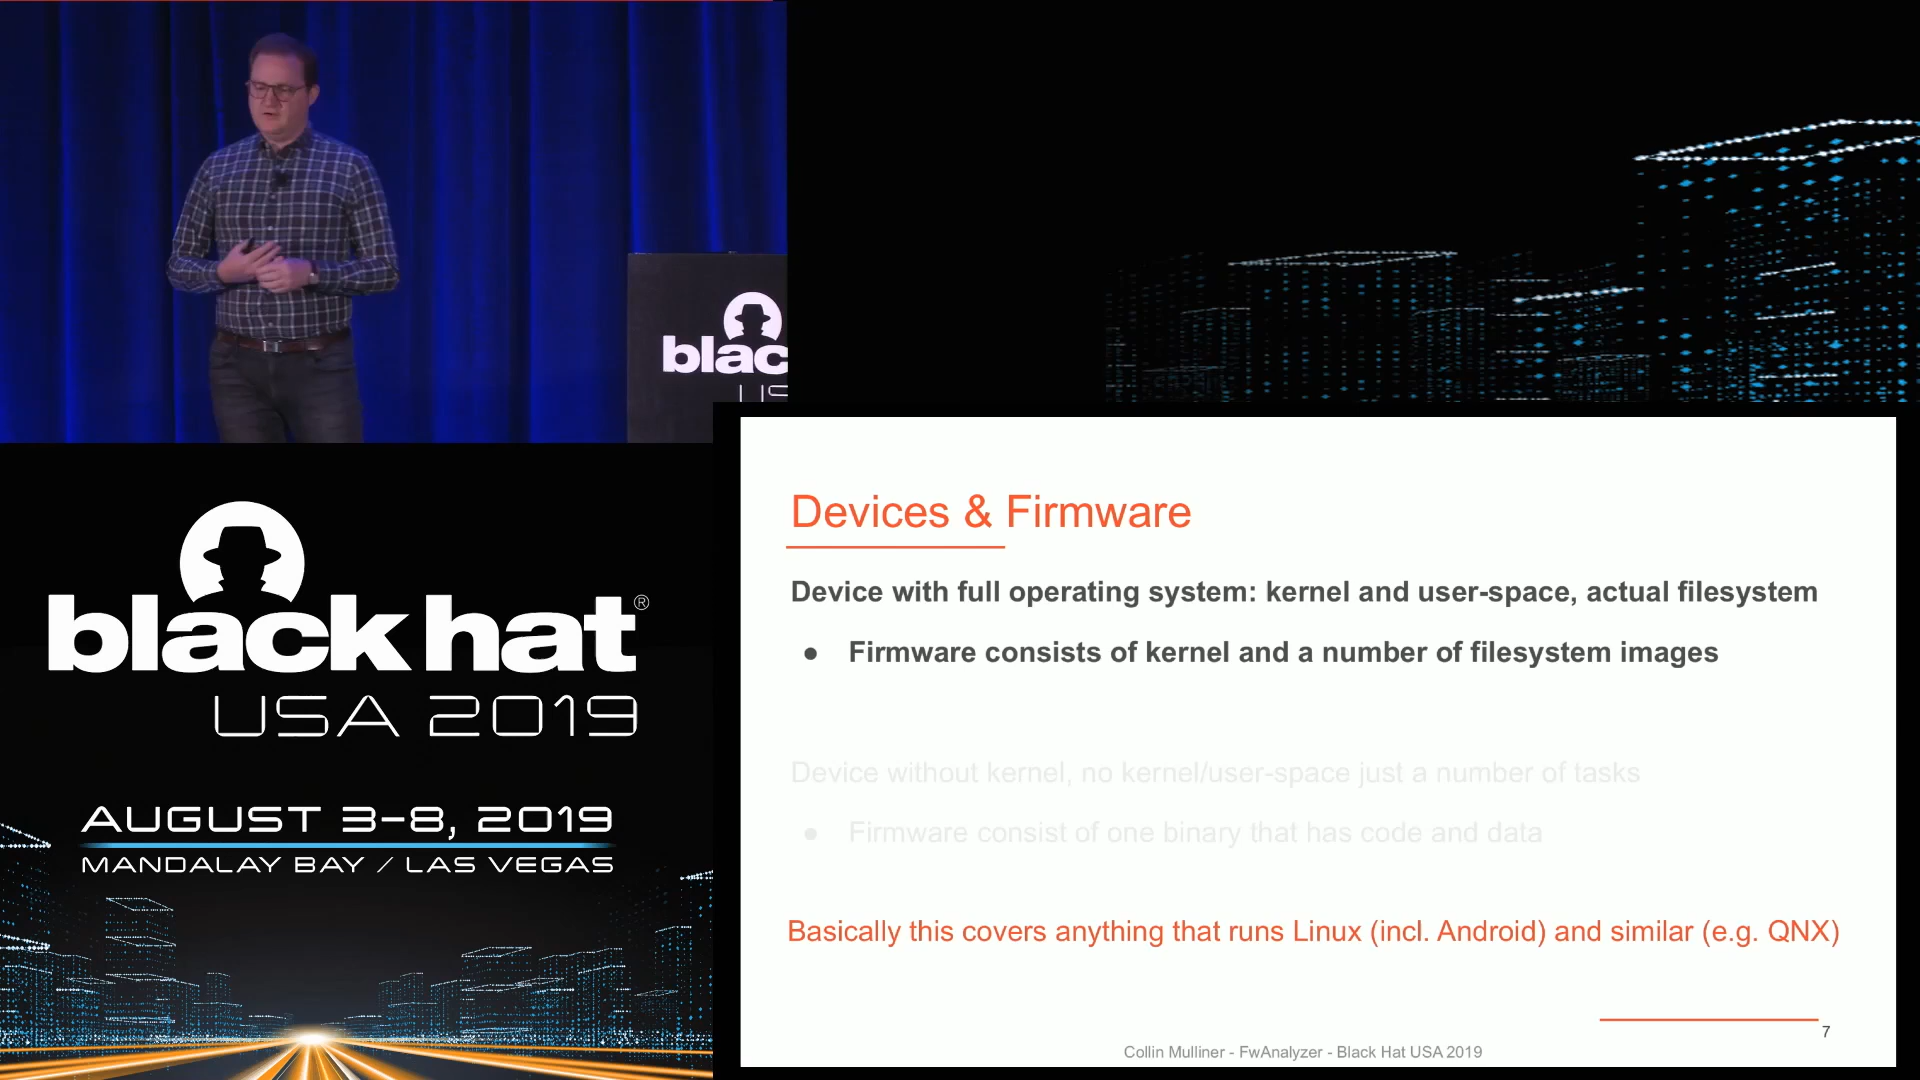 blac
US
black hat®
USA 2019
AUGUST 3-8, 2019
MANDALAY BAY / LAS VEGAS
Devices & Firmware
Device with full operating system: kernel and user-space, actual filesystem
● Firmware consists of kernel and a number of filesystem images
Device without kernel, no kernel/user-space just a number of tasks
● Firmware consist of one binary that has code and data
Basically this covers anything that runs Linux (incl. Android) and similar (e.g. QNX)
7
Collin Mulliner - FwAnalyzer - Black Hat USA 2019